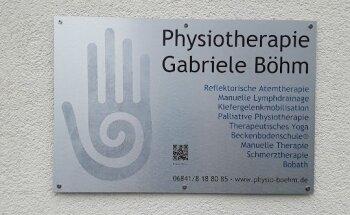 Physiotherapie
Gabriele Böhm
Reflektorische Atemtherapie
Manuelle Lymphdrainage
Kiefergelenkmobilisation
Palliative Physiotherapie
Therapeutisches Yoga
Beckenbodenschule®
Manuelle Therapie
Schmerztherapie
Bobath
06841/8 18 80 85 - www.physio-boehm.de